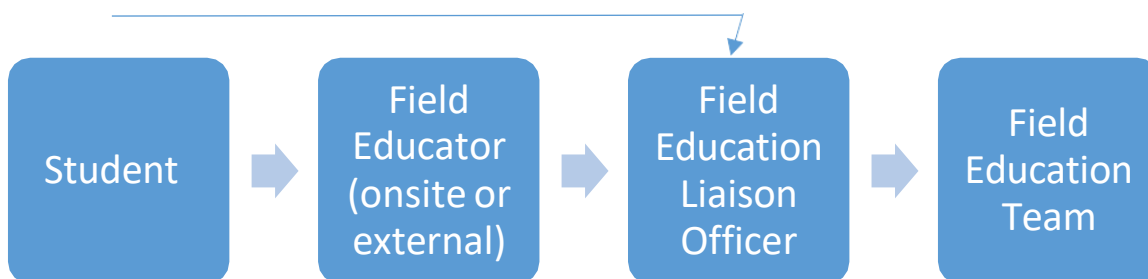 Student
Field
Educator
(onsite or
external)
Field
Education
Liaison
Officer
Field
Education
Team